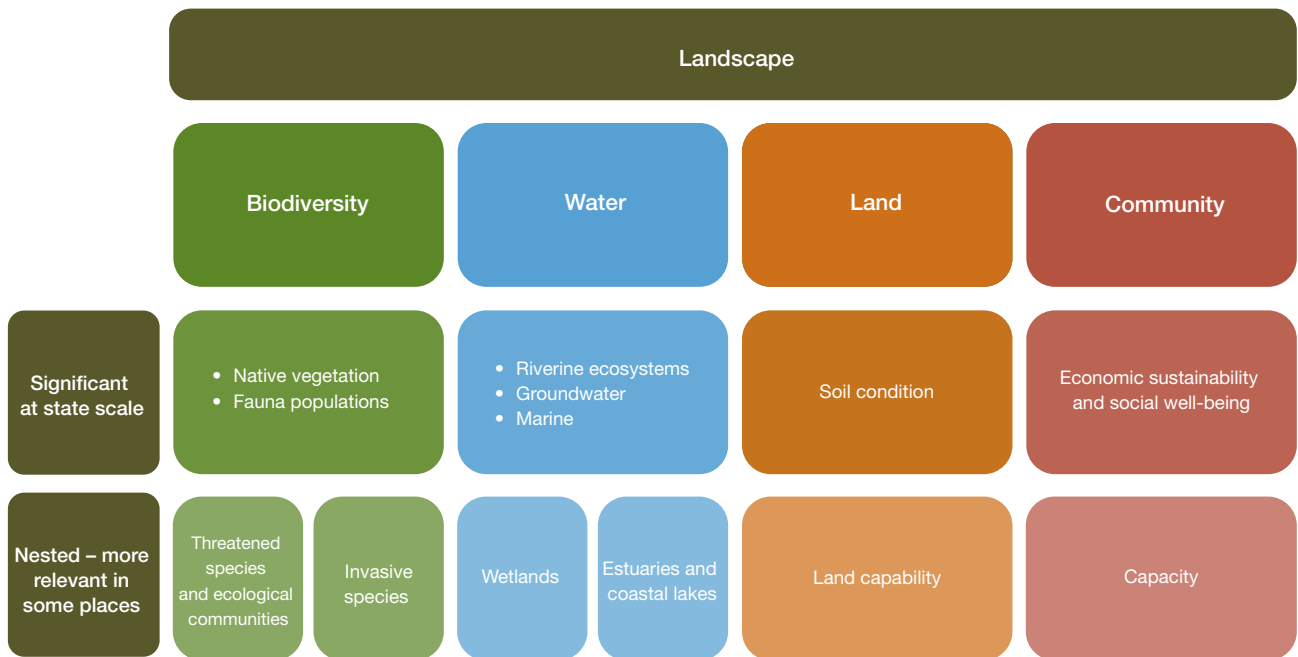 Landscape
Biodiversity
Water
Land
Community
Significant
at state scale
• Native vegetation
• Fauna populations
• Riverine ecosystems
• Groundwater
• Marine
Soil condition
Economic sustainability
and social well-being
Nested – more
relevant in
some places
Threatened
species
and ecological
communities
Invasive
species
Wetlands
Estuaries and
coastal lakes
Land capability
Capacity